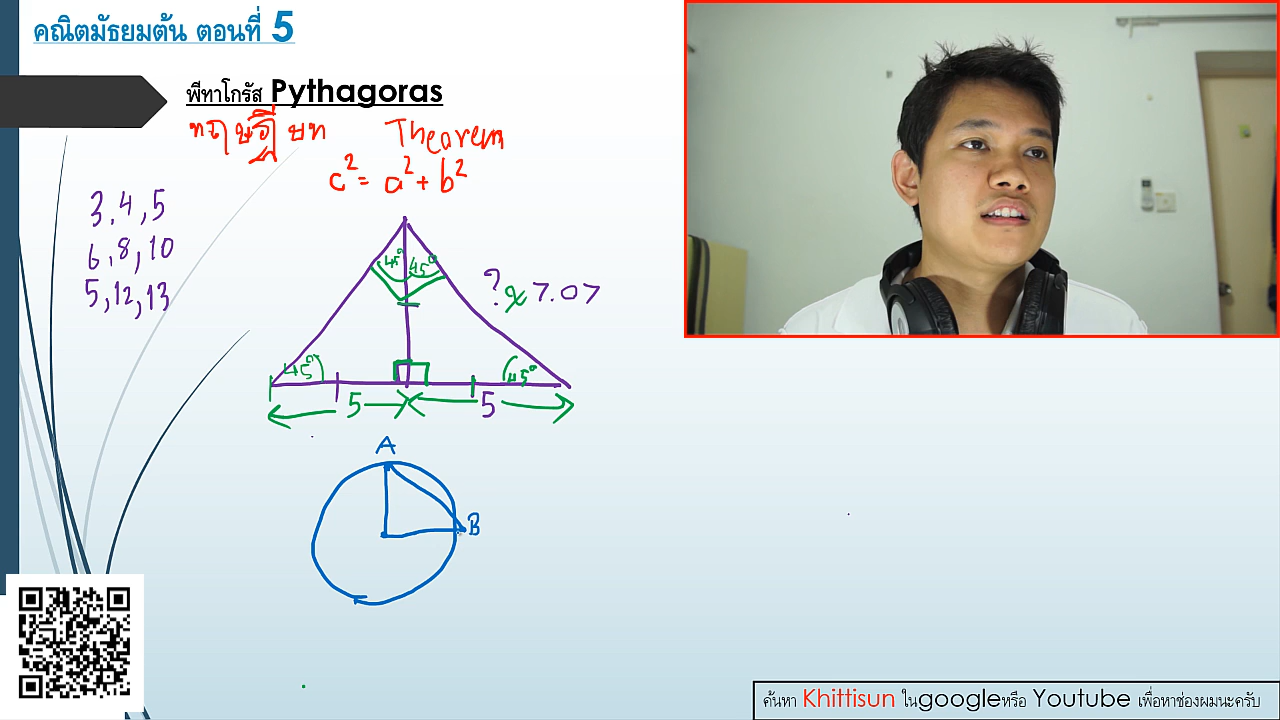 คณิตมัธยมต้น ตอนที่ 5
พีทาโกรัส Pythagoras
ทฤษฎีบท Theorem
c² = a² + b²
3, 4, 5
6, 8, 10
5, 12, 13
45° 45°
? ≈ 7.07
45° 45°
5 5
A
B
ค้นหา Khittisun ในgoogleหรือ Youtube เพื่อหาช่องผมนะครับ